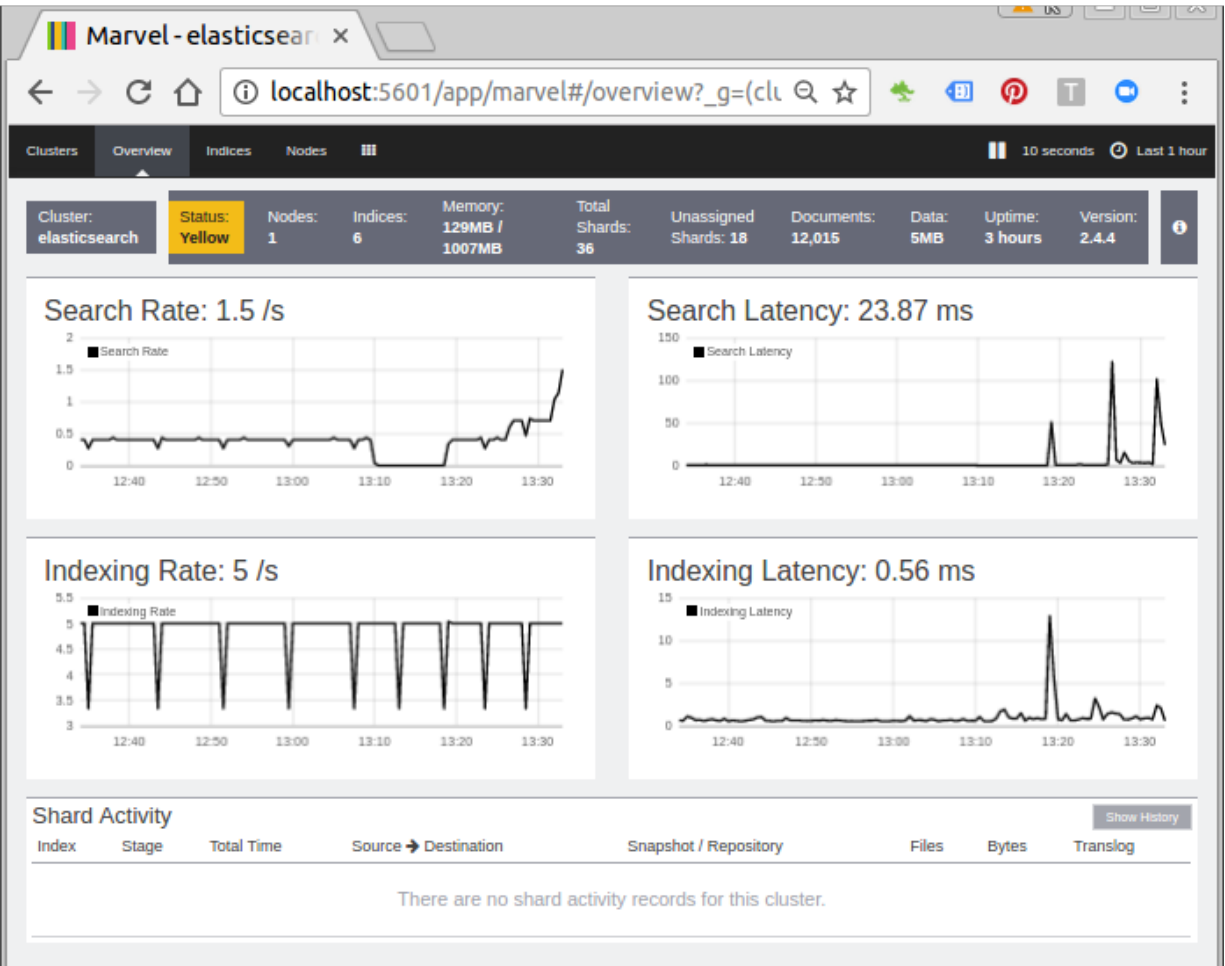 Marvel - elasticsear
localhost:5601/app/marvel#/overview?_g=(clu
T
Clusters Overview Indices Nodes 10 seconds Last 1 hour
Cluster:
elasticsearch
Status:
Yellow
Nodes:
1
Indices:
6
Memory:
129MB /
1007MB
Total
Shards:
36
Unassigned
Shards: 18
Documents:
12,015
Data:
5MB
Uptime:
3 hours
Version:
2.4.4
Search Rate: 1.5 /s
Search Rate
2
1.5
1
0.5
0
12:40 12:50 13:00 13:10 13:20 13:30
Search Latency: 23.87 ms
Search Latency
150
100
50
0
12:40 12:50 13:00 13:10 13:20 13:30
Indexing Rate: 5 /s
Indexing Rate
5.5
5
4.5
4
3.5
3
12:40 12:50 13:00 13:10 13:20 13:30
Indexing Latency: 0.56 ms
Indexing Latency
15
10
5
0
12:40 12:50 13:00 13:10 13:20 13:30
Shard Activity
Show History
Index Stage Total Time Source → Destination Snapshot / Repository Files Bytes Translog
There are no shard activity records for this cluster.